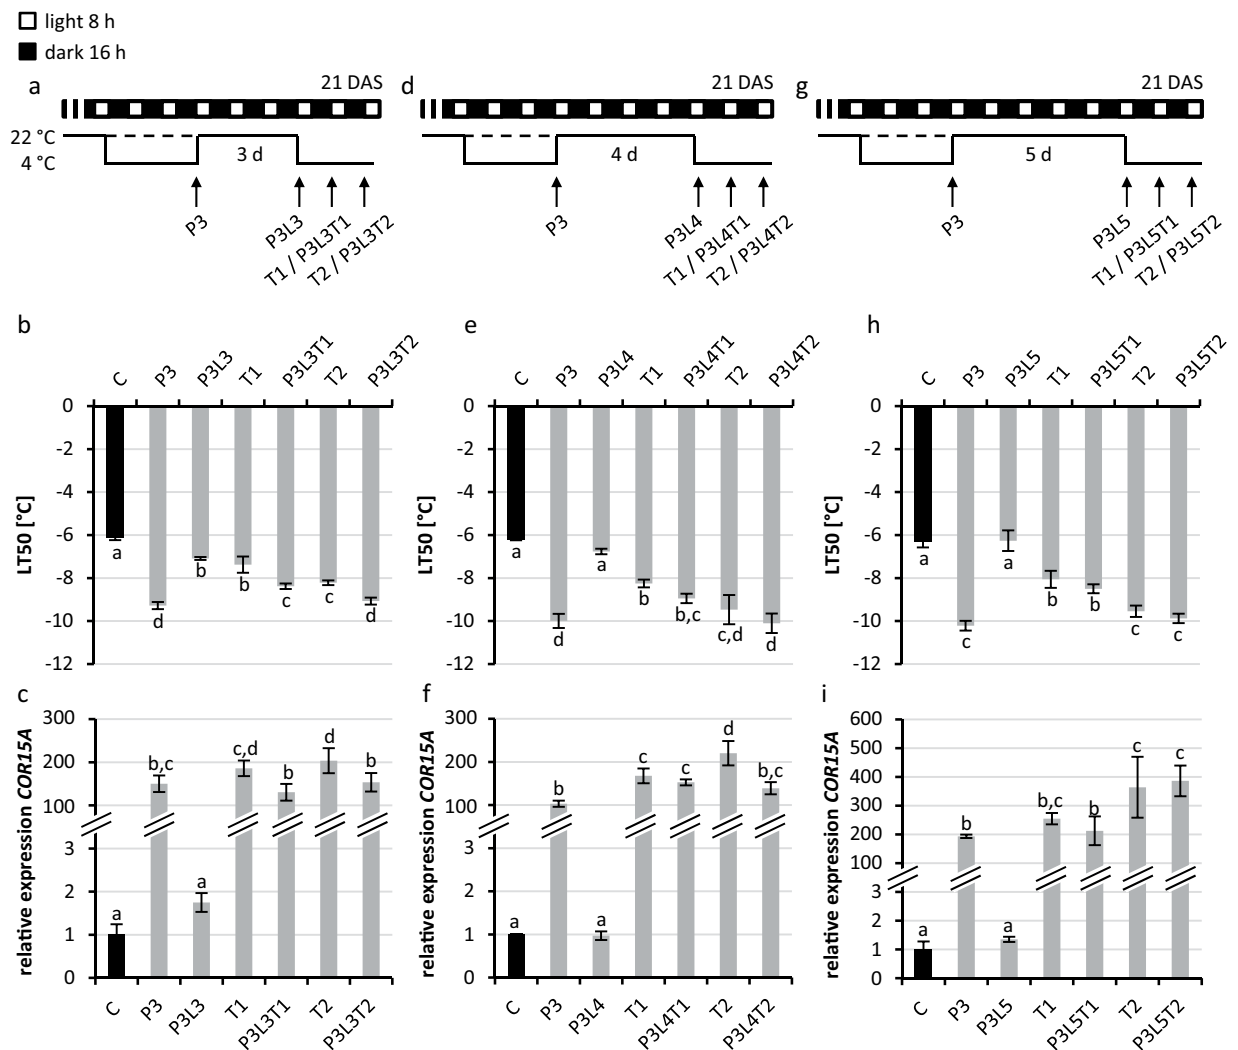 light 8 h
dark 16 h
a
21 DAS
d
21 DAS
g
21 DAS
22 °C
4 °C
3 d
4 d
5 d
P3
P3L3
T1 / P3L3T1
T2 / P3L3T2
P3
P3L4
T1 / P3L4T1
T2 / P3L4T2
P3
P3L5
T1 / P3L5T1
T2 / P3L5T2
b
C P3 P3L3 T1 P3L3T1 T2 P3L3T2
LT50 [°C]
0
-2
-4
-6
-8
-10
-12
a d b b c c d
e
C P3 P3L4 T1 P3L4T1 T2 P3L4T2
LT50 [°C]
0
-2
-4
-6
-8
-10
-12
a d a b b,c c,d d
h
C P3 P3L5 T1 P3L5T1 T2 P3L5T2
LT50 [°C]
0
-2
-4
-6
-8
-10
-12
a c a b b c c
c
relative expression COR15A
300
200
100
3
2
1
0
a b,c a c,d b d b
C P3 P3L3 T1 P3L3T1 T2 P3L3T2
f
relative expression COR15A
300
200
100
3
2
1
0
a b a c c d b,c
C P3 P3L4 T1 P3L4T1 T2 P3L4T2
i
relative expression COR15A
600
500
400
300
200
100
3
2
1
0
a b a b,c b c c
C P3 P3L5 T1 P3L5T1 T2 P3L5T2